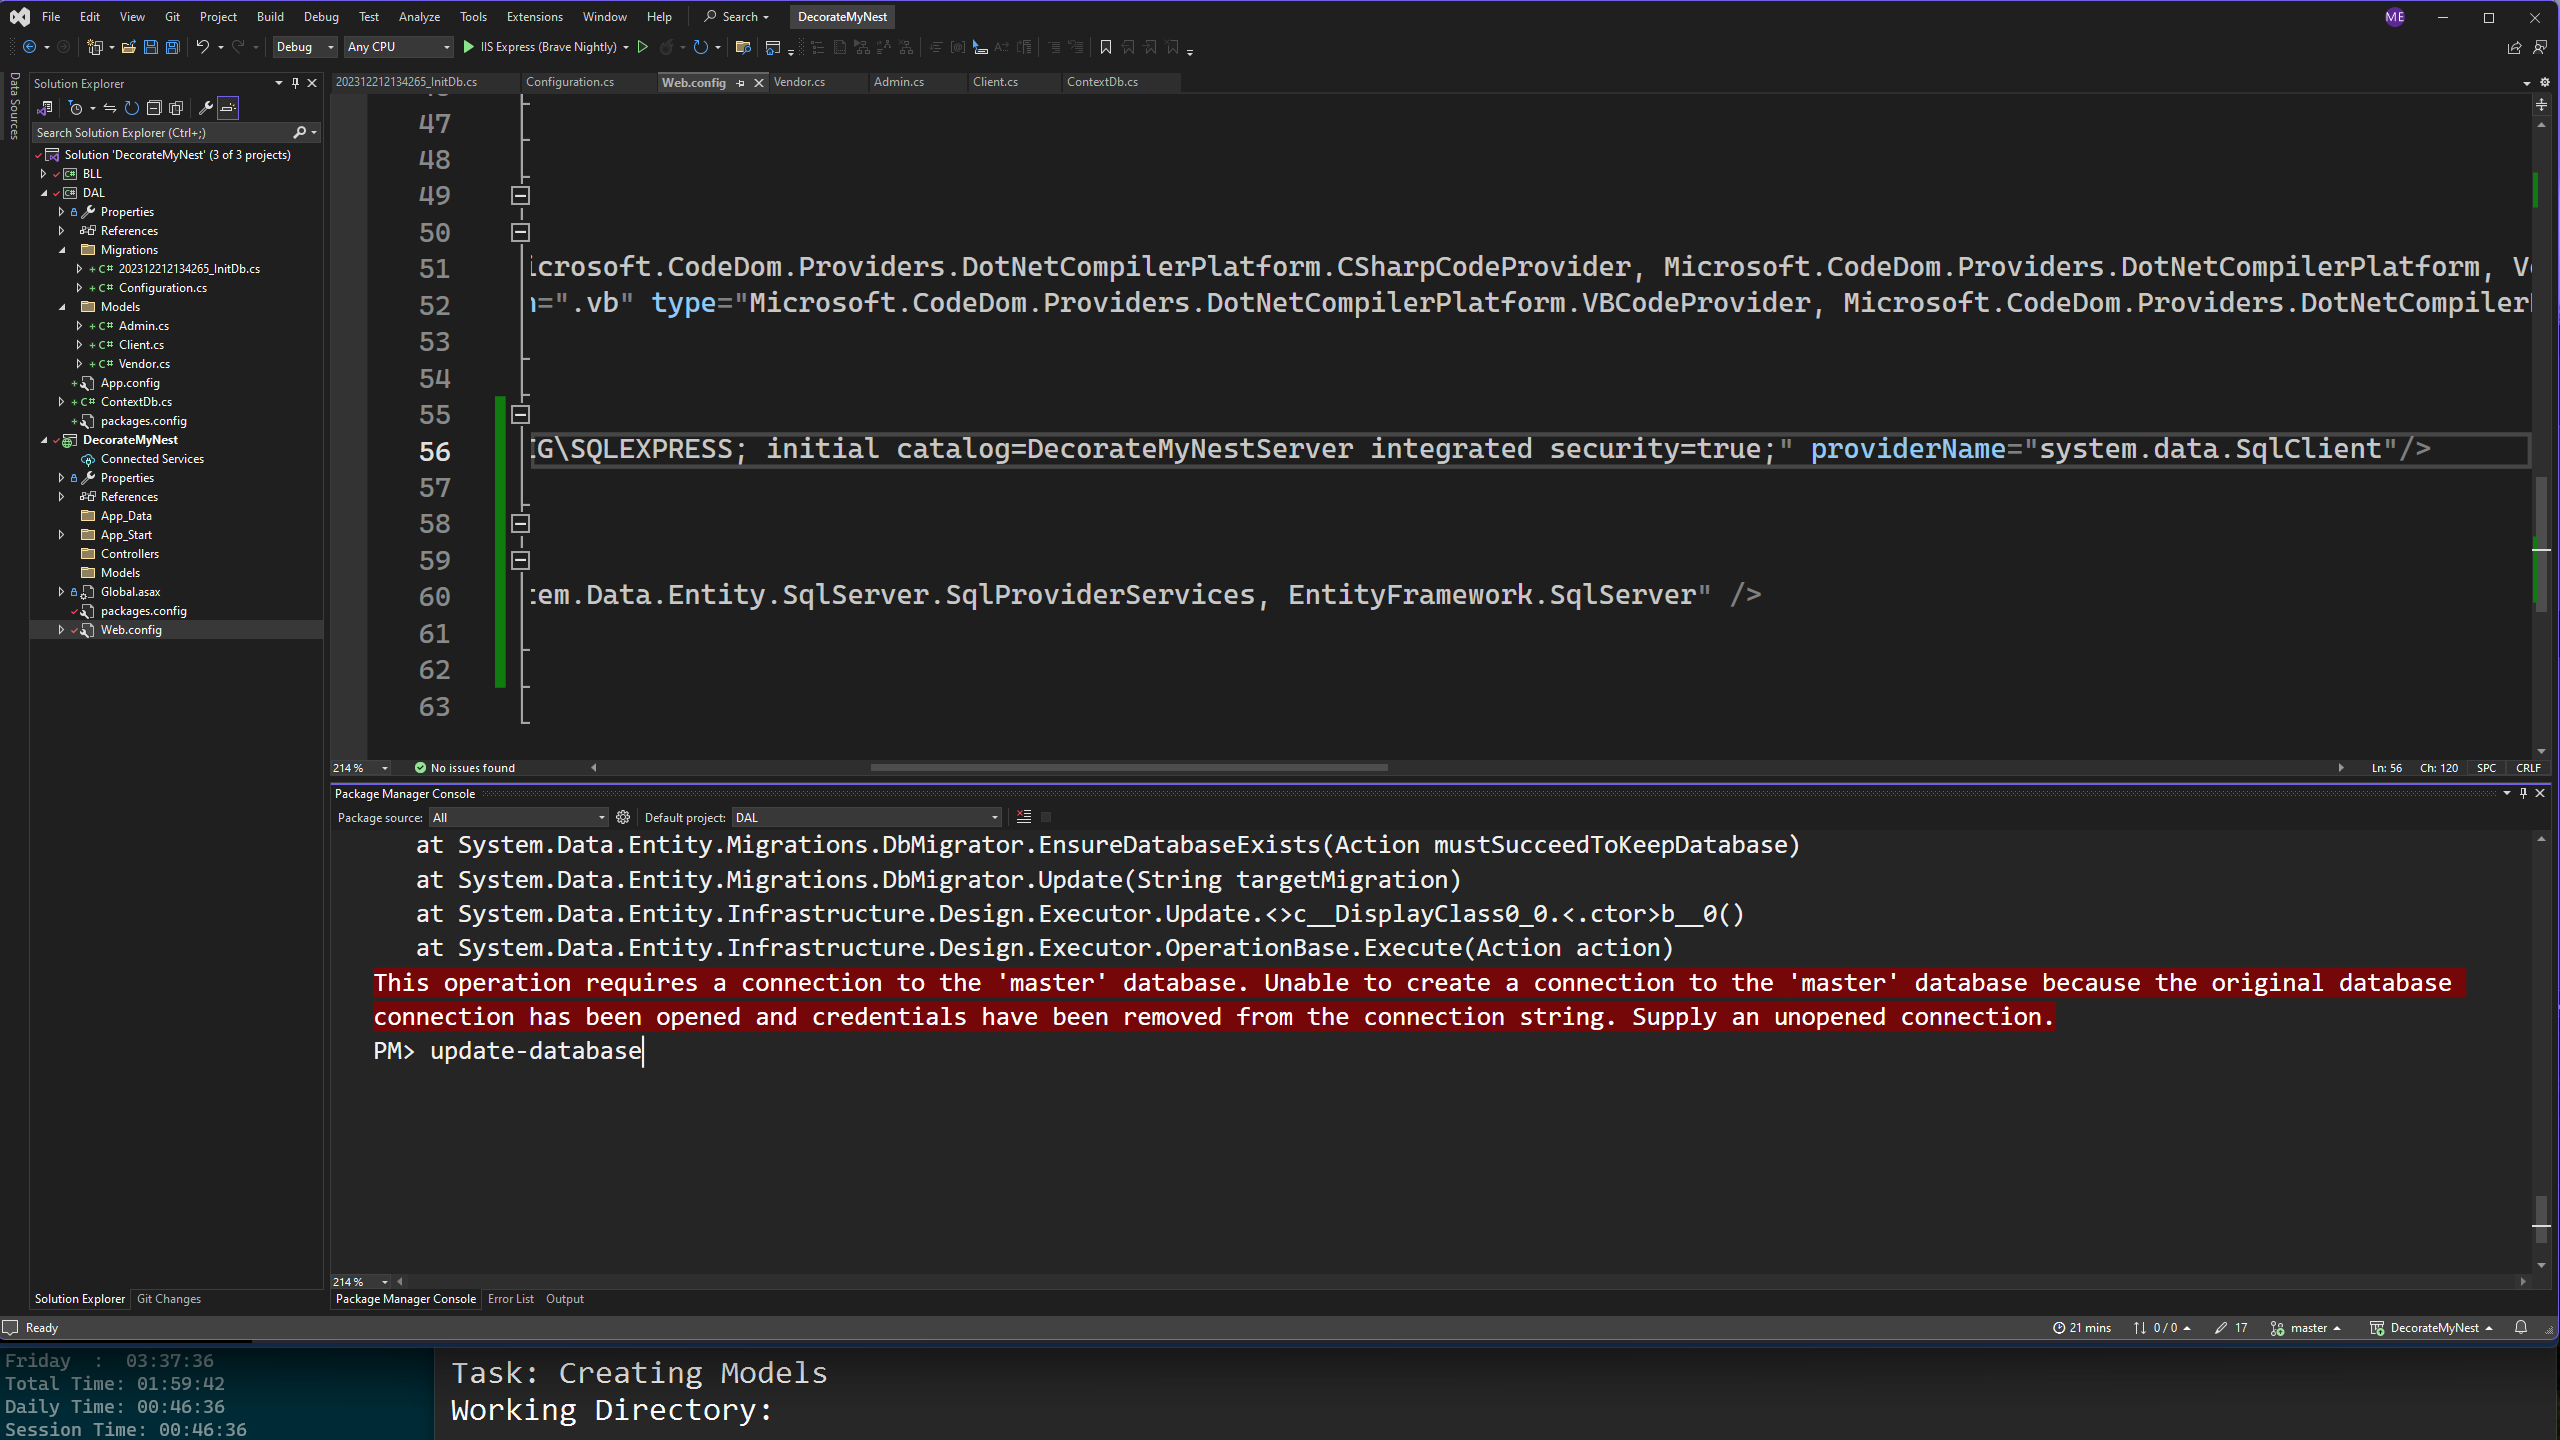 File Edit View Git Project Build Debug Test Analyze Tools Extensions Window Help Search DecorateMyNest ME
Debug Any CPU IIS Express (Brave Nightly)
Data Sources
Solution Explorer
Search Solution Explorer (Ctrl+;)
Solution 'DecorateMyNest' (3 of 3 projects)
BLL
DAL
Properties
References
Migrations
C# 202312212134265_InitDb.cs
C# Configuration.cs
Models
C# Admin.cs
C# Client.cs
C# Vendor.cs
App.config
C# ContextDb.cs
packages.config
DecorateMyNest
Connected Services
Properties
References
App_Data
App_Start
Controllers
Models
Global.asax
packages.config
Web.config
Solution Explorer Git Changes
202312212134265_InitDb.cs Configuration.cs Web.config Vendor.cs Admin.cs Client.cs ContextDb.cs
47
48
49
50
51 icrosoft.CodeDom.Providers.DotNetCompilerPlatform.CSharpCodeProvider, Microsoft.CodeDom.Providers.DotNetCompilerPlatform, Ve
52 n=".vb" type="Microsoft.CodeDom.Providers.DotNetCompilerPlatform.VBCodeProvider, Microsoft.CodeDom.Providers.DotNetCompiler
53
54
55
56 IG\SQLEXPRESS; initial catalog=DecorateMyNestServer integrated security=true;" providerName="system.data.SqlClient"/>
57
58
59
60 tem.Data.Entity.SqlServer.SqlProviderServices, EntityFramework.SqlServer" />
61
62
63
214 % No issues found Ln: 56 Ch: 120 SPC CRLF
Package Manager Console
Package source: All Default project: DAL
at System.Data.Entity.Migrations.DbMigrator.EnsureDatabaseExists(Action mustSucceedToKeepDatabase)
at System.Data.Entity.Migrations.DbMigrator.Update(String targetMigration)
at System.Data.Entity.Infrastructure.Design.Executor.Update.<>c__DisplayClass0_0.<.ctor>b__0()
at System.Data.Entity.Infrastructure.Design.Executor.OperationBase.Execute(Action action)
This operation requires a connection to the 'master' database. Unable to create a connection to the 'master' database because the original database
connection has been opened and credentials have been removed from the connection string. Supply an unopened connection.
PM> update-database
214 %
Package Manager Console Error List Output
Ready 21 mins 0 / 0 17 master DecorateMyNest
Friday : 03:37:36
Total Time: 01:59:42
Daily Time: 00:46:36
Session Time: 00:46:36
Task: Creating Models
Working Directory: